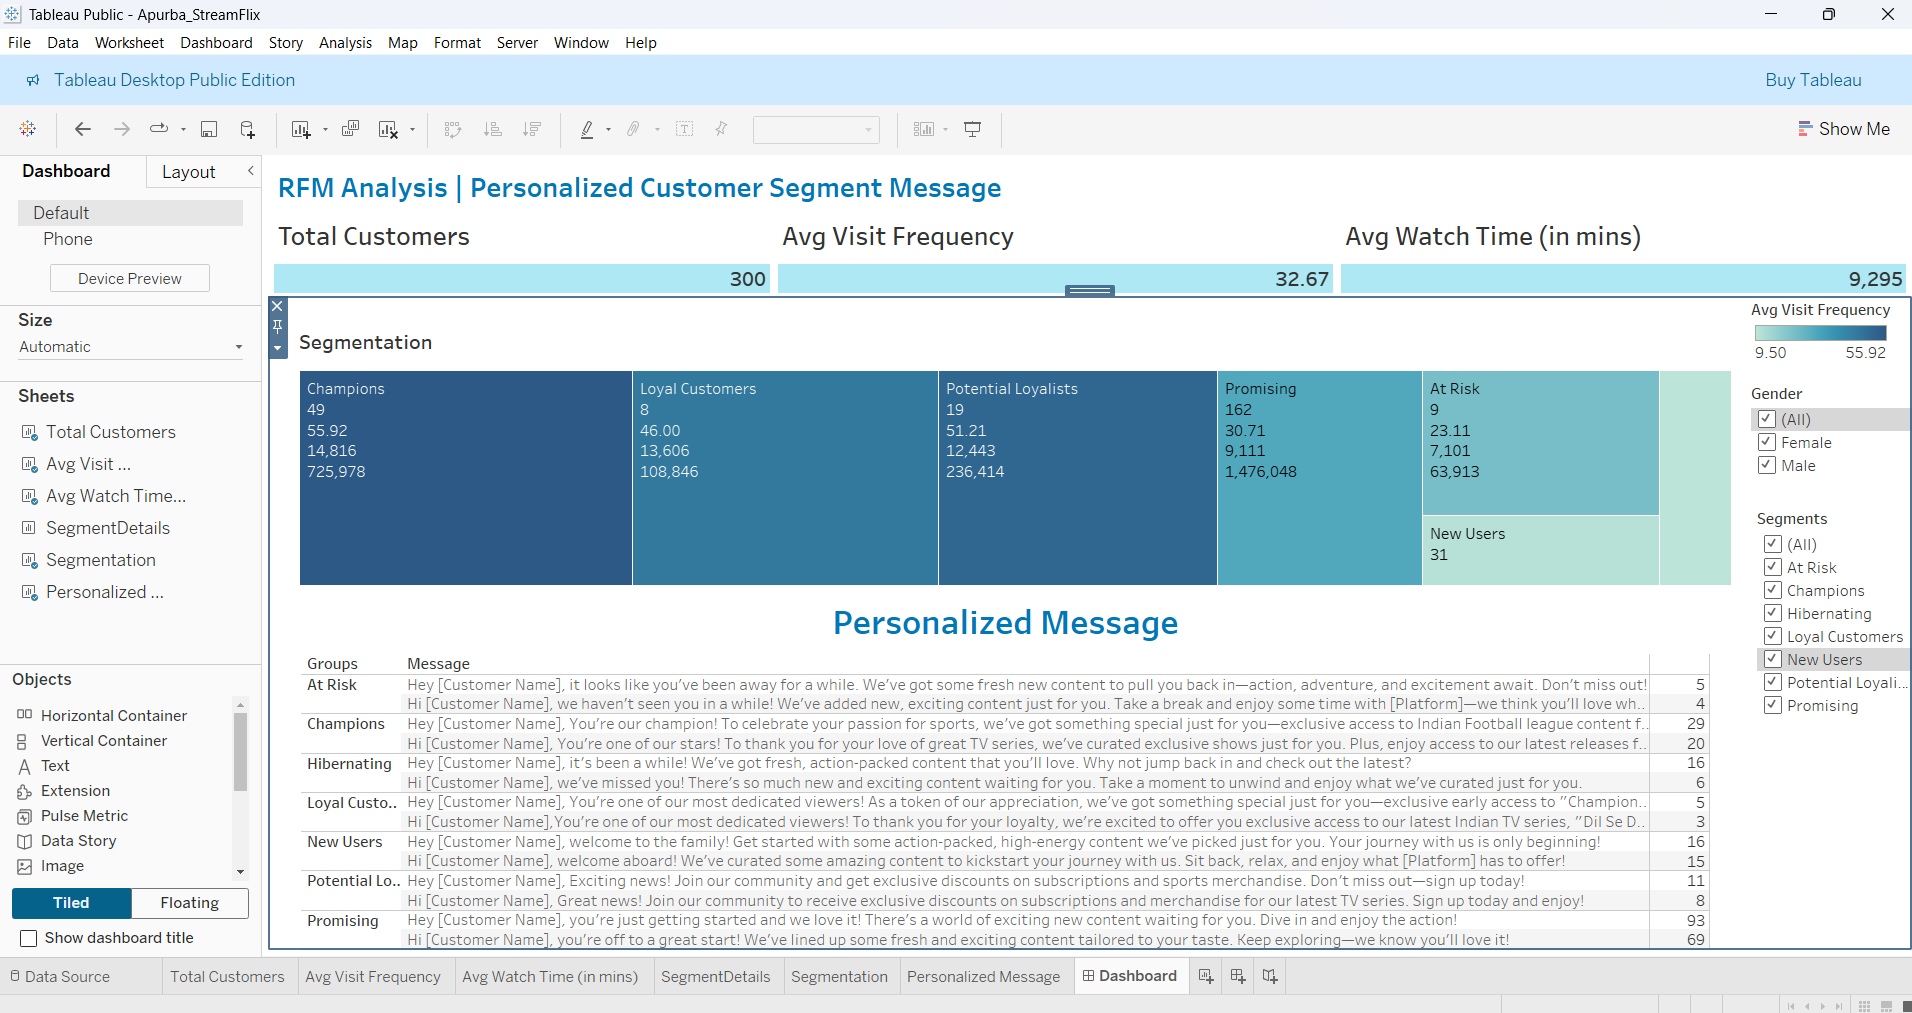 Tableau Public - Apurba_StreamFlix
File Data Worksheet Dashboard Story Analysis Map Format Server Window Help
Tableau Desktop Public Edition
Buy Tableau
Show Me
Dashboard
Layout
Default
Phone
Device Preview
Size
Automatic
Sheets
Total Customers
Avg Visit ...
Avg Watch Time...
SegmentDetails
Segmentation
Personalized ...
Objects
Horizontal Container
Vertical Container
Text
Extension
Pulse Metric
Data Story
Image
Tiled
Floating
Show dashboard title
RFM Analysis | Personalized Customer Segment Message
Total Customers
300
Avg Visit Frequency
32.67
Avg Watch Time (in mins)
9,295
Segmentation
Champions
49
55.92
14,816
725,978
Loyal Customers
8
46.00
13,606
108,846
Potential Loyalists
19
51.21
12,443
236,414
Promising
162
30.71
9,111
1,476,048
At Risk
9
23.11
7,101
63,913
New Users
31
Personalized Message
Groups Message
At Risk Hey [Customer Name], it looks like you've been away for a while. We've got some fresh new content to pull you back in—action, adventure, and excitement await. Don't miss out! 5
Hi [Customer Name], we haven't seen you in a while! We've added new, exciting content just for you. Take a break and enjoy some time with [Platform]—we think you'll love wh.. 4
Champions Hey [Customer Name], You're our champion! To celebrate your passion for sports, we've got something special just for you—exclusive access to Indian Football league content f.. 29
Hi [Customer Name], You're one of our stars! To thank you for your love of great TV series, we've curated exclusive shows just for you. Plus, enjoy access to our latest releases f.. 20
Hibernating Hey [Customer Name], it's been a while! We've got fresh, action-packed content that you'll love. Why not jump back in and check out the latest? 16
Hi [Customer Name], we've missed you! There's so much new and exciting content waiting for you. Take a moment to unwind and enjoy what we've curated just for you. 6
Loyal Custo.. Hey [Customer Name], You're one of our most dedicated viewers! As a token of our appreciation, we've got something special just for you—exclusive early access to "Champion.. 5
Hi [Customer Name],You're one of our most dedicated viewers! To thank you for your loyalty, we're excited to offer you exclusive access to our latest Indian TV series, "Dil Se D.. 3
New Users Hey [Customer Name], welcome to the family! Get started with some action-packed, high-energy content we've picked just for you. Your journey with us is only beginning! 16
Hi [Customer Name], welcome aboard! We've curated some amazing content to kickstart your journey with us. Sit back, relax, and enjoy what [Platform] has to offer! 15
Potential Lo.. Hey [Customer Name], Exciting news! Join our community and get exclusive discounts on subscriptions and sports merchandise. Don't miss out—sign up today! 11
Hi [Customer Name], Great news! Join our community to receive exclusive discounts on subscriptions and merchandise for our latest TV series. Sign up today and enjoy! 8
Promising Hey [Customer Name], you're just getting started and we love it! There's a world of exciting new content waiting for you. Dive in and enjoy the action! 93
Hi [Customer Name], you're off to a great start! We've lined up some fresh and exciting content tailored to your taste. Keep exploring—we know you'll love it! 69
Avg Visit Frequency
9.50 55.92
Gender
(All)
Female
Male
Segments
(All)
At Risk
Champions
Hibernating
Loyal Customers
New Users
Potential Loyali...
Promising
Data Source Total Customers Avg Visit Frequency Avg Watch Time (in mins) SegmentDetails Segmentation Personalized Message Dashboard